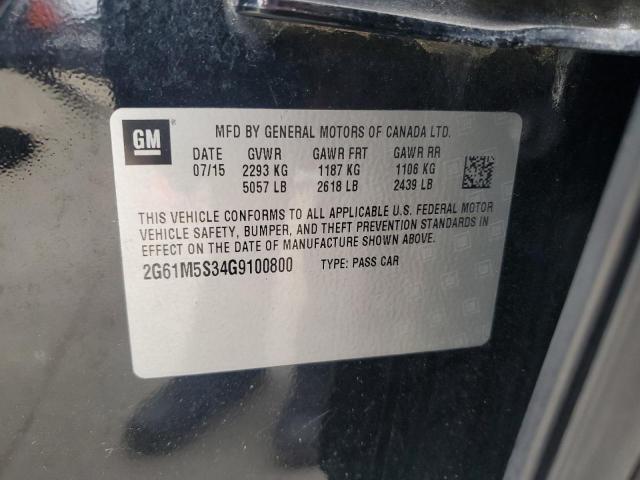 GM ®
MFD BY GENERAL MOTORS OF CANADA LTD.
DATE GVWR GAWR FRT GAWR RR
07/15 2293 KG 1187 KG 1106 KG
5057 LB 2618 LB 2439 LB
THIS VEHICLE CONFORMS TO ALL APPLICABLE U.S. FEDERAL MOTOR
VEHICLE SAFETY, BUMPER, AND THEFT PREVENTION STANDARDS IN
EFFECT ON THE DATE OF MANUFACTURE SHOWN ABOVE.
2G61M5S34G9100800 TYPE: PASS CAR